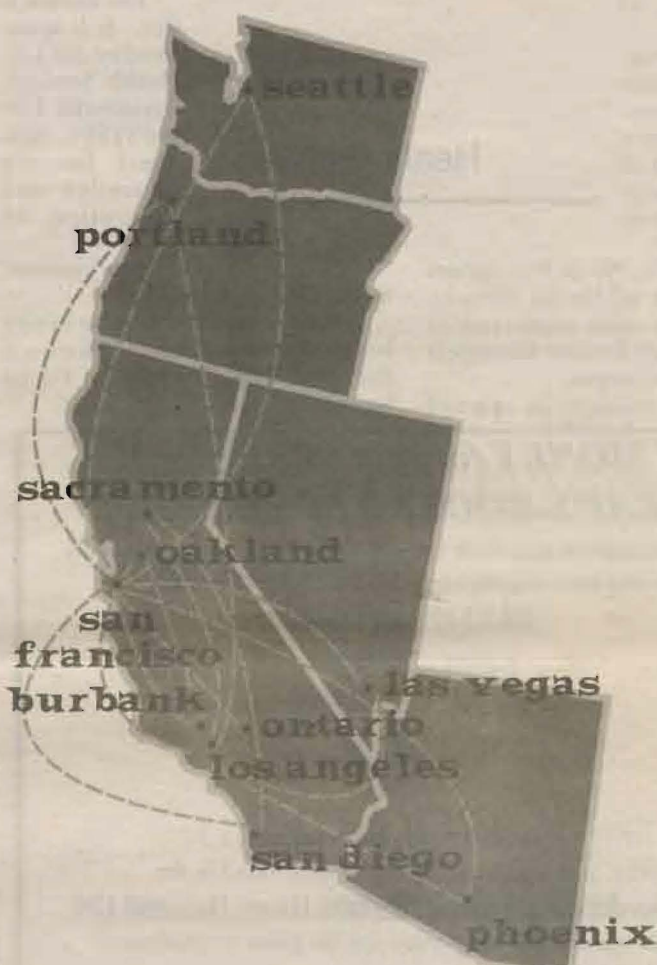 seattle
portland
sacramento
oakland
san
francisco
burbank
las vegas
ontario
los angeles
san diego
phoenix